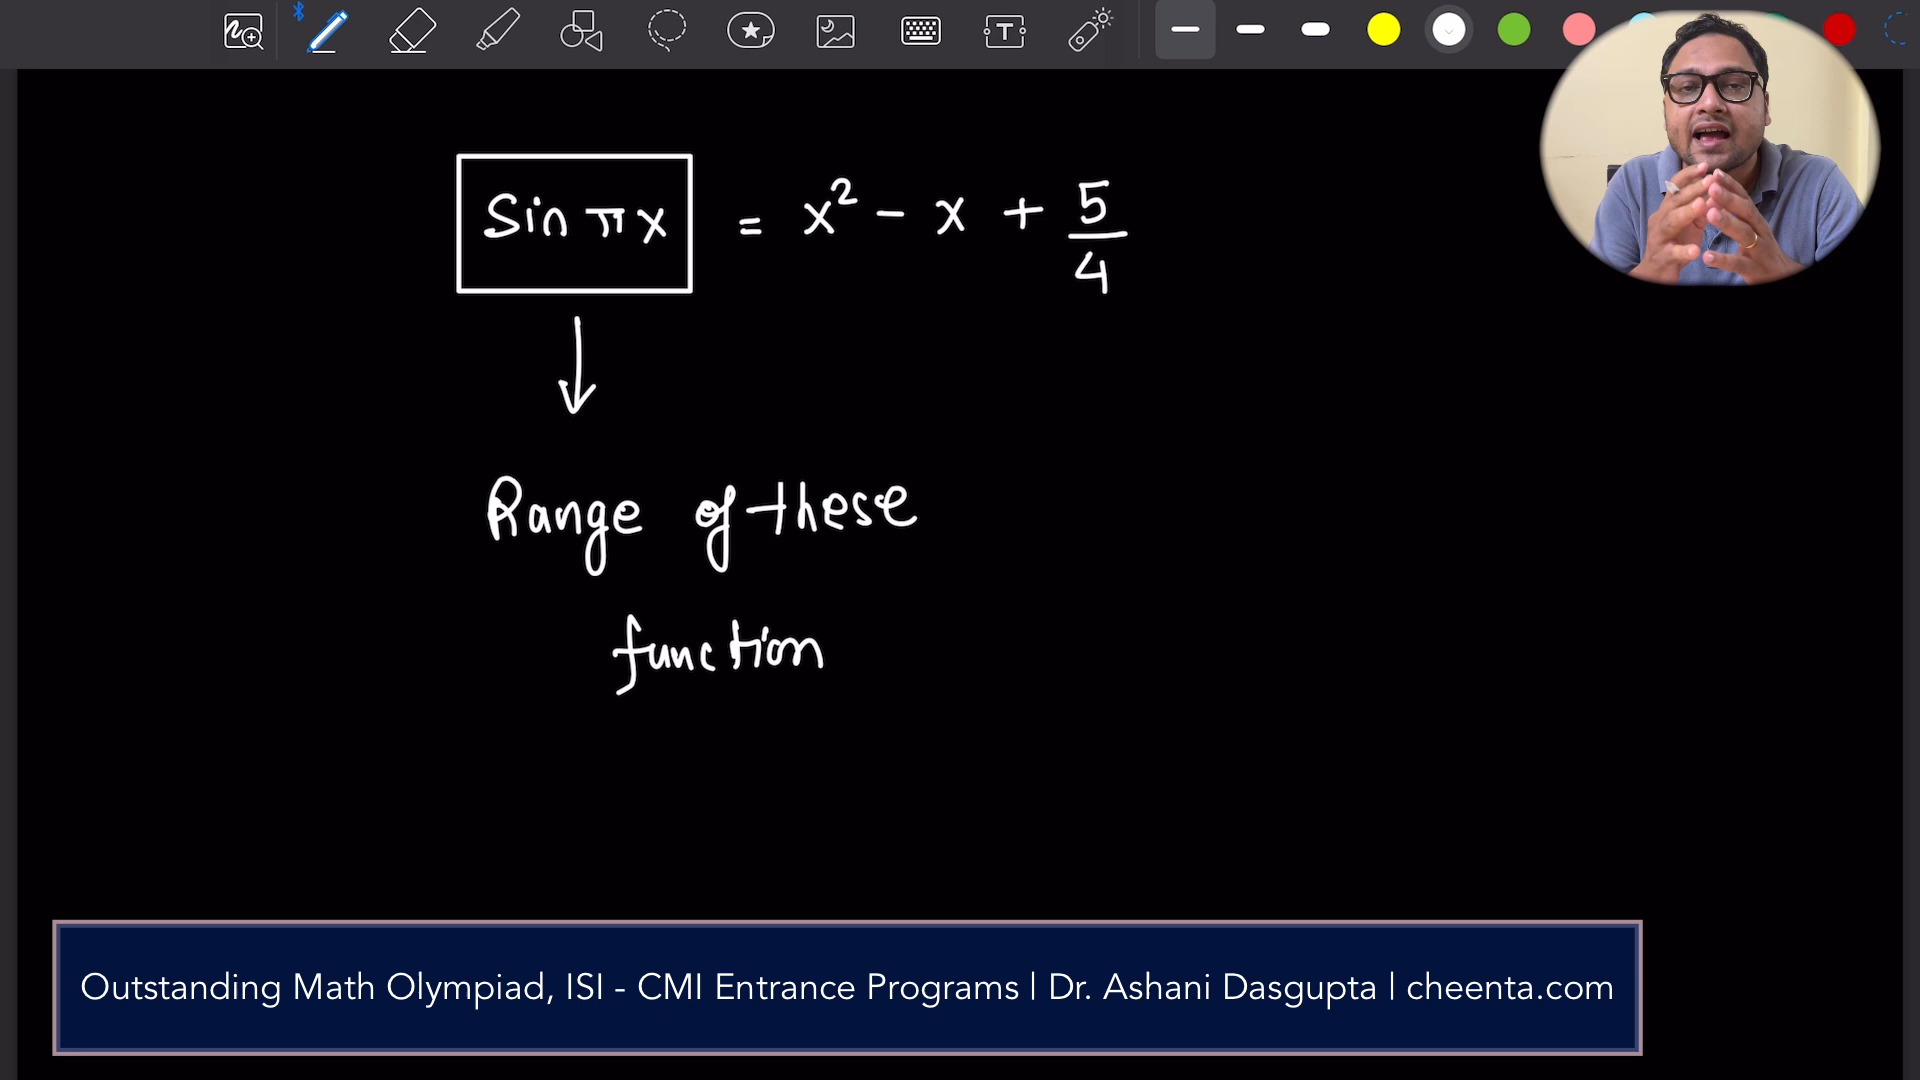 Sin πx = x² - x + 5/4
Range of these
function
Outstanding Math Olympiad, ISI - CMI Entrance Programs | Dr. Ashani Dasgupta | cheenta.com